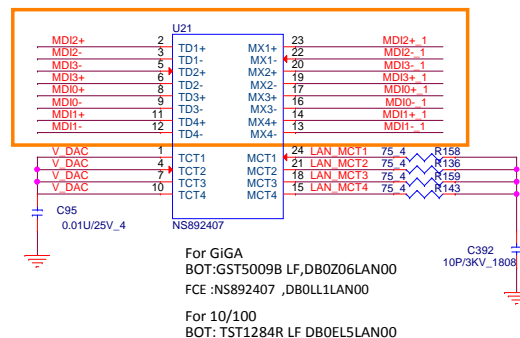 U21
MDI2+ 2 TD1+ MX1+ 23 MDI2+_1
MDI2- 3 TD1- MX1- 22 MDI2-_1
MDI3- 5 TD2+ MX2+ 20 MDI3-_1
MDI3+ 6 TD2- MX2- 19 MDI3+_1
MDI0+ 8 TD3+ MX3+ 17 MDI0+_1
MDI0- 9 TD3- MX3- 16 MDI0-_1
MDI1+ 11 TD4+ MX4+ 14 MDI1+_1
MDI1- 12 TD4- MX4- 13 MDI1-_1
V_DAC 1 TCT1 MCT1 24 LAN_MCT1 75_4 R158
V_DAC 4 TCT2 MCT2 21 LAN_MCT2 75_4 R136
V_DAC 7 TCT3 MCT3 18 LAN_MCT3 75_4 R159
V_DAC 10 TCT4 MCT4 15 LAN_MCT4 75_4 R143
C95
0.01U/25V_4
NS892407
C392
10P/3KV_1808
For GiGA
BOT:GST5009B LF,DB0Z06LAN00
FCE :NS892407 ,DB0LL1LAN00
For 10/100
BOT: TST1284R LF DB0EL5LAN00